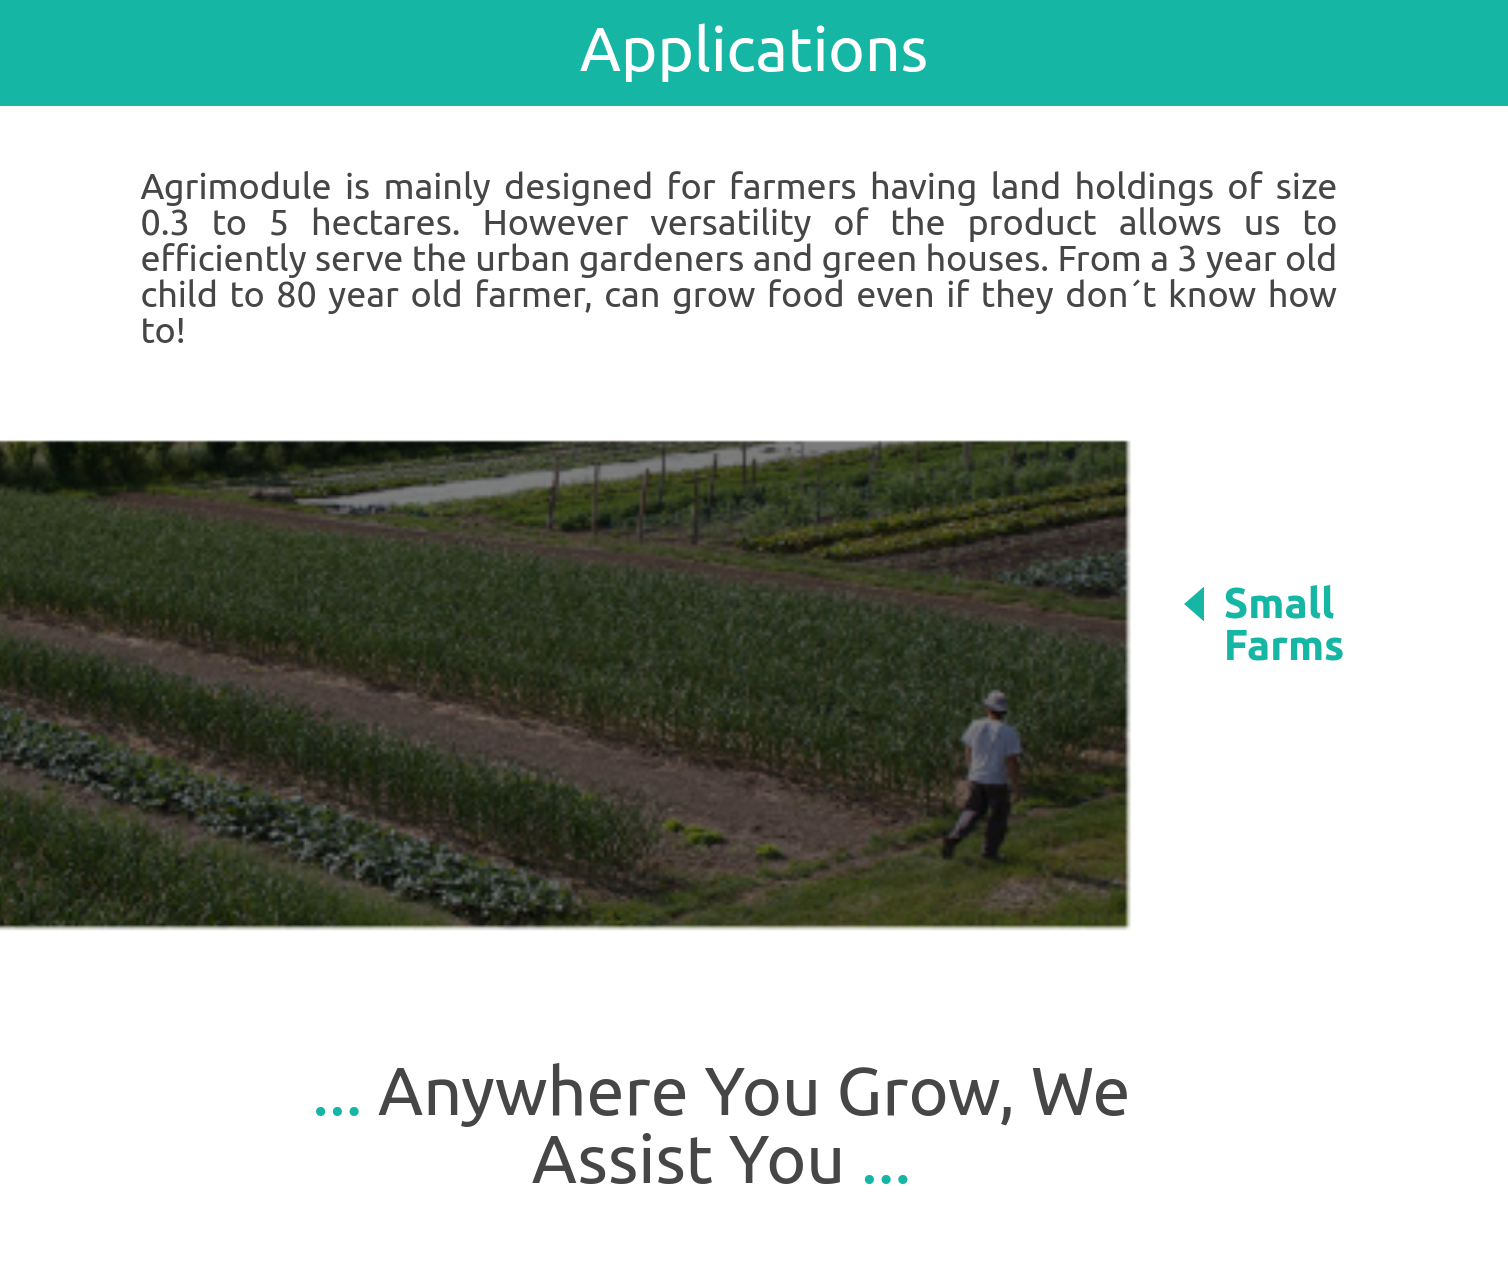 Applications
Agrimodule is mainly designed for farmers having land holdings of size
0.3 to 5 hectares. However versatility of the product allows us to
efficiently serve the urban gardeners and green houses. From a 3 year old
child to 80 year old farmer, can grow food even if they don´t know how
to!
Small
Farms
... Anywhere You Grow, We
Assist You ...